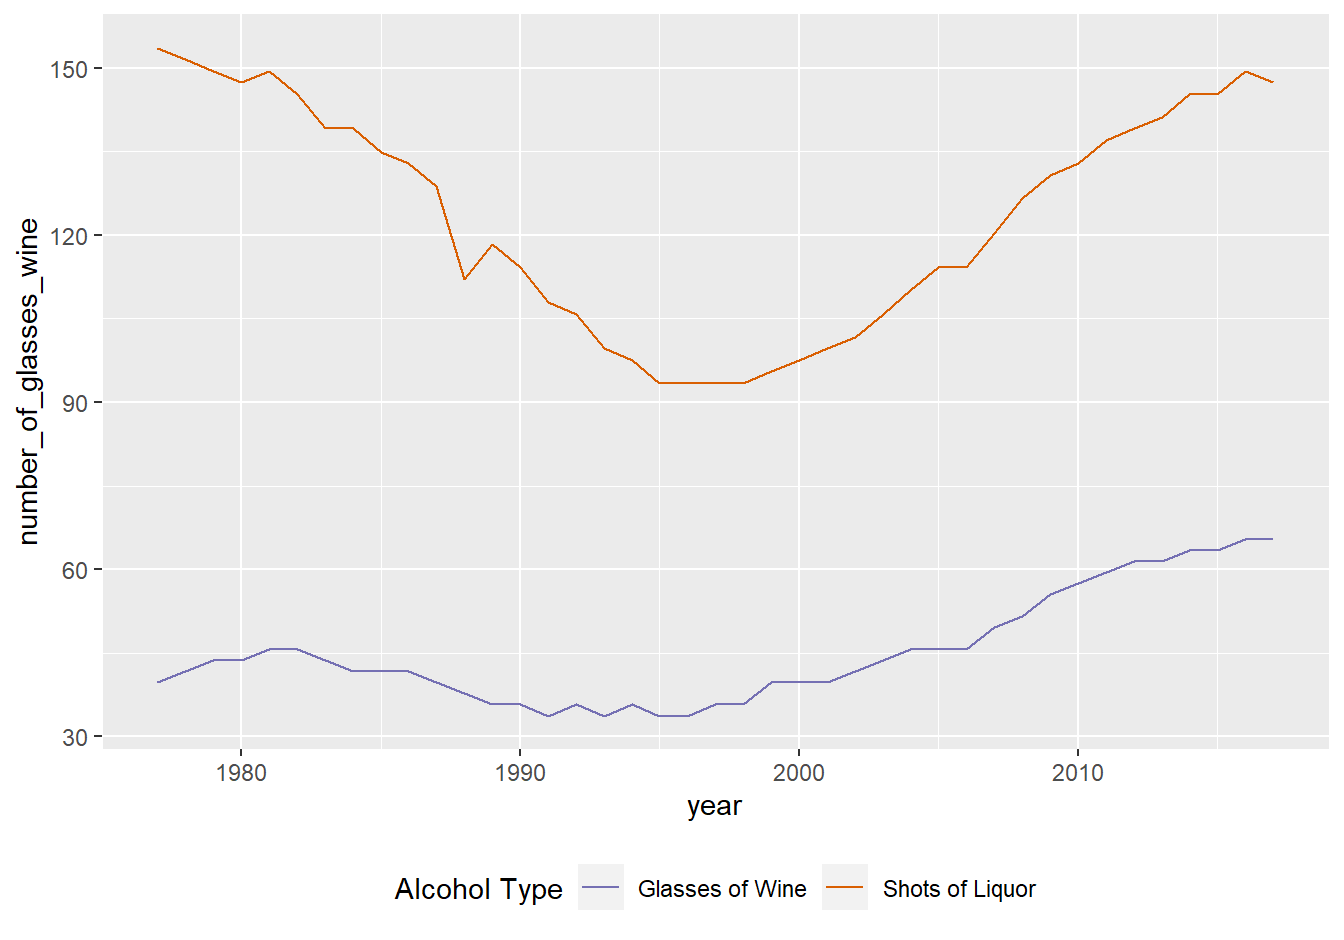 150
120
90
60
30
number_of_glasses_wine
1980 1990 2000 2010
year
Alcohol Type Glasses of Wine Shots of Liquor